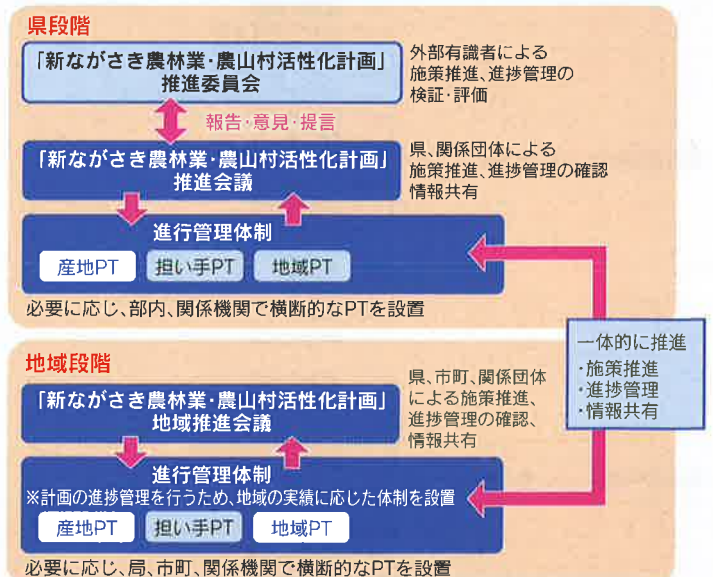 県段階
「新ながさき農林業・農山村活性化計画」
推進委員会
外部有識者による
施策推進、進捗管理の
検証・評価
報告・意見・提言
「新ながさき農林業・農山村活性化計画」
推進会議
県、関係団体による
施策推進、進捗管理の確認
情報共有
進行管理体制
産地PT
担い手PT
地域PT
必要に応じ、部内、関係機関で横断的なPTを設置
一体的に推進
・施策推進
・進捗管理
・情報共有
地域段階
「新ながさき農林業・農山村活性化計画」
地域推進会議
県、市町、関係団体
による施策推進、
進捗管理の確認、
情報共有
進行管理体制
※計画の進捗管理を行うため、地域の実績に応じた体制を設置
産地PT
担い手PT
地域PT
必要に応じ、局、市町、関係機関で横断的なPTを設置